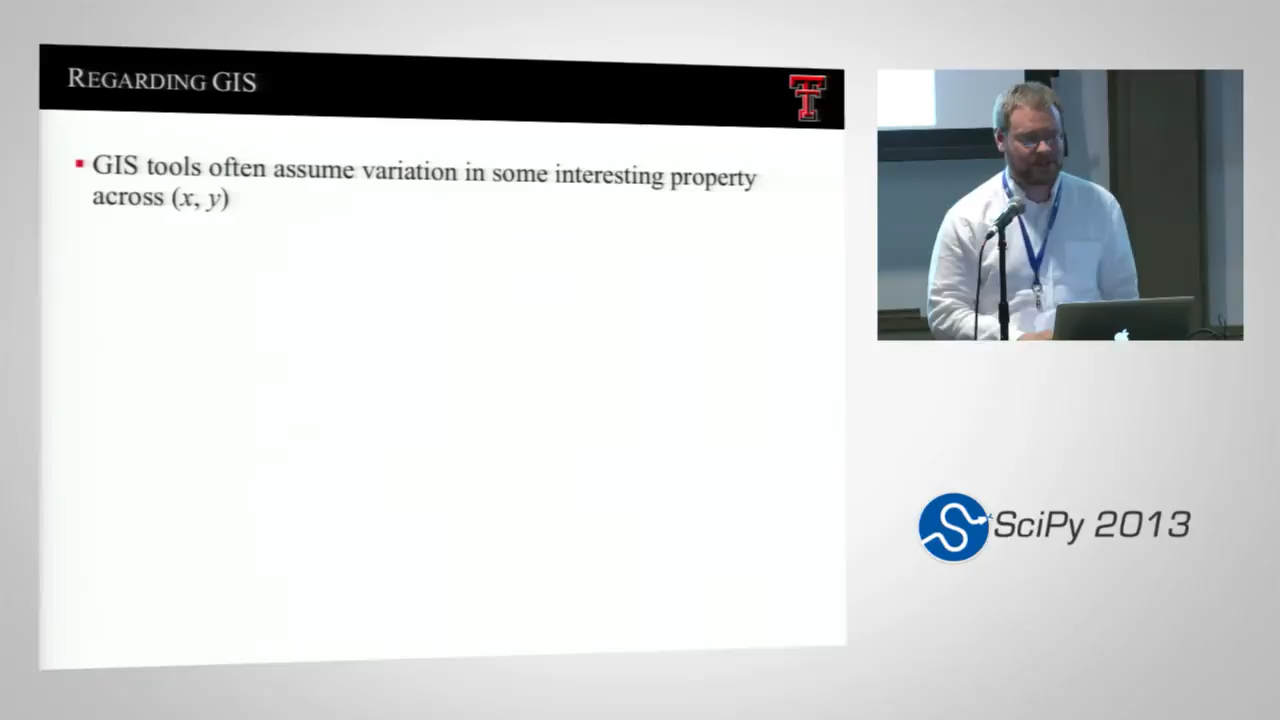 REGARDING GIS
GIS tools often assume variation in some interesting property
across (x, y)
SciPy 2013